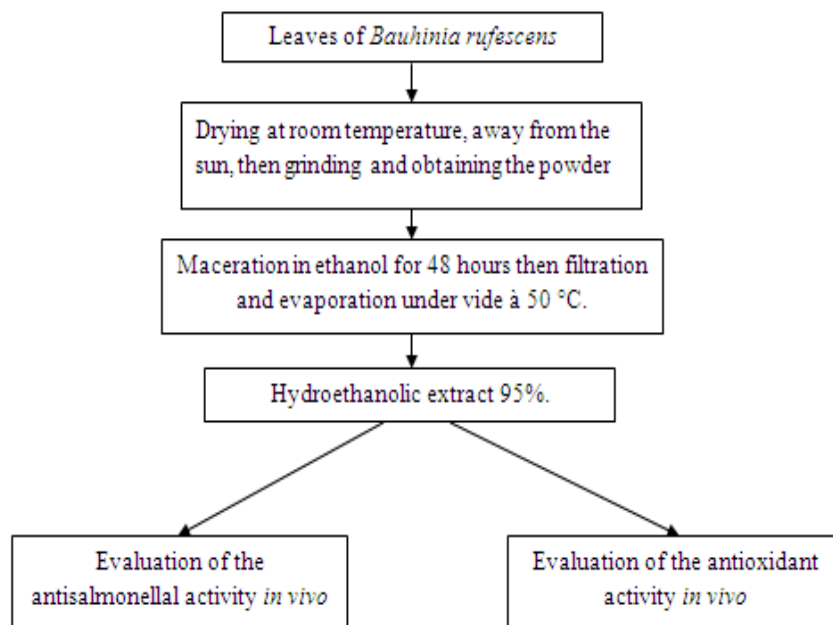 Leaves of Bauhinia rufescens
Drying at room temperature, away from the
sun, then grinding and obtaining the powder
Maceration in ethanol for 48 hours then filtration
and evaporation under vide à 50 °C.
Hydroethanolic extract 95%.
Evaluation of the
antisalmonellal activity in vivo
Evaluation of the antioxidant
activity in vivo